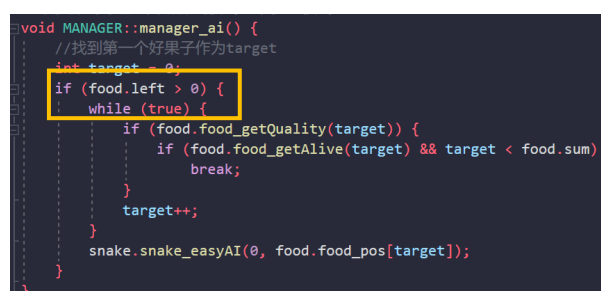 void MANAGER::manager_ai() {
//找到第一个好果子作为target
int target = 0;
if (food.left > 0) {
while (true) {
if (food.food_getQuality(target)) {
if (food.food_getAlive(target) && target < food.sum)
break;
}
target++;
}
snake.snake_easyAI(0, food.food_pos[target]);
}
}